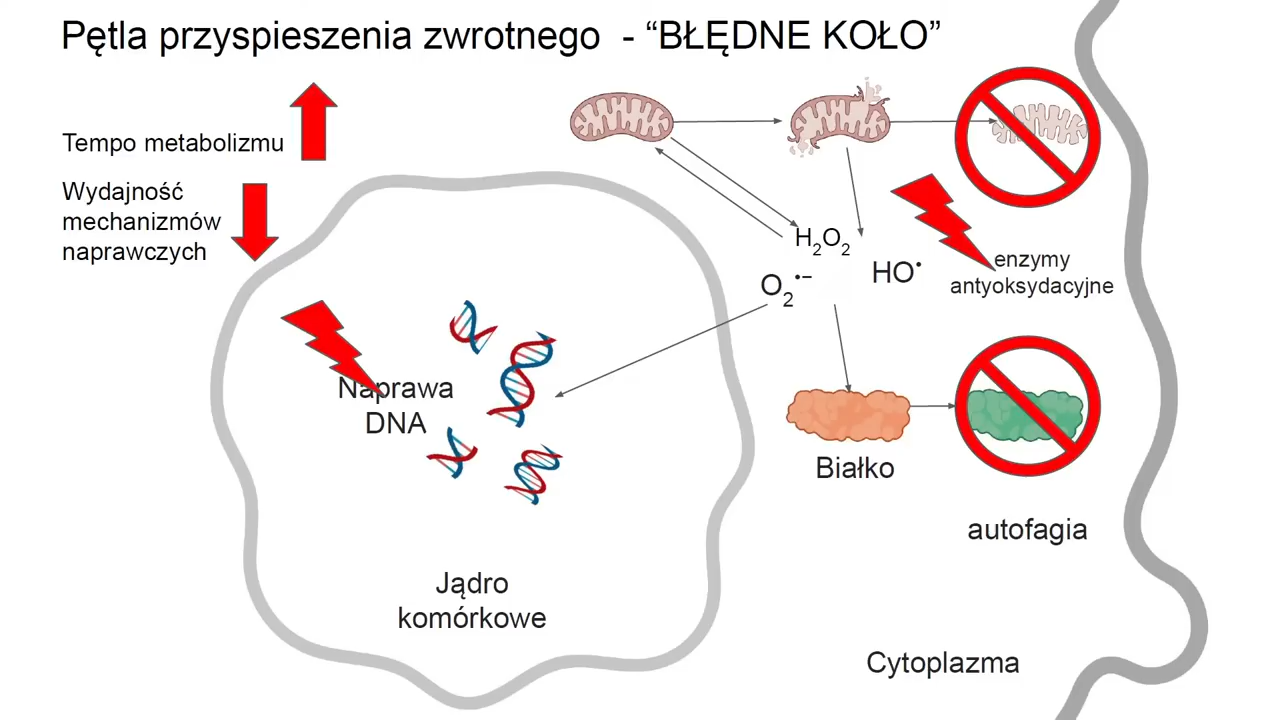 Pętla przyspieszenia zwrotnego - “BŁĘDNE KOŁO”
Tempo metabolizmu
Wydajność
mechanizmów
naprawczych
H₂O₂
O₂•−
HO•
enzymy
antyoksydacyjne
Naprawa
DNA
Białko
autofagia
Jądro
komórkowe
Cytoplazma